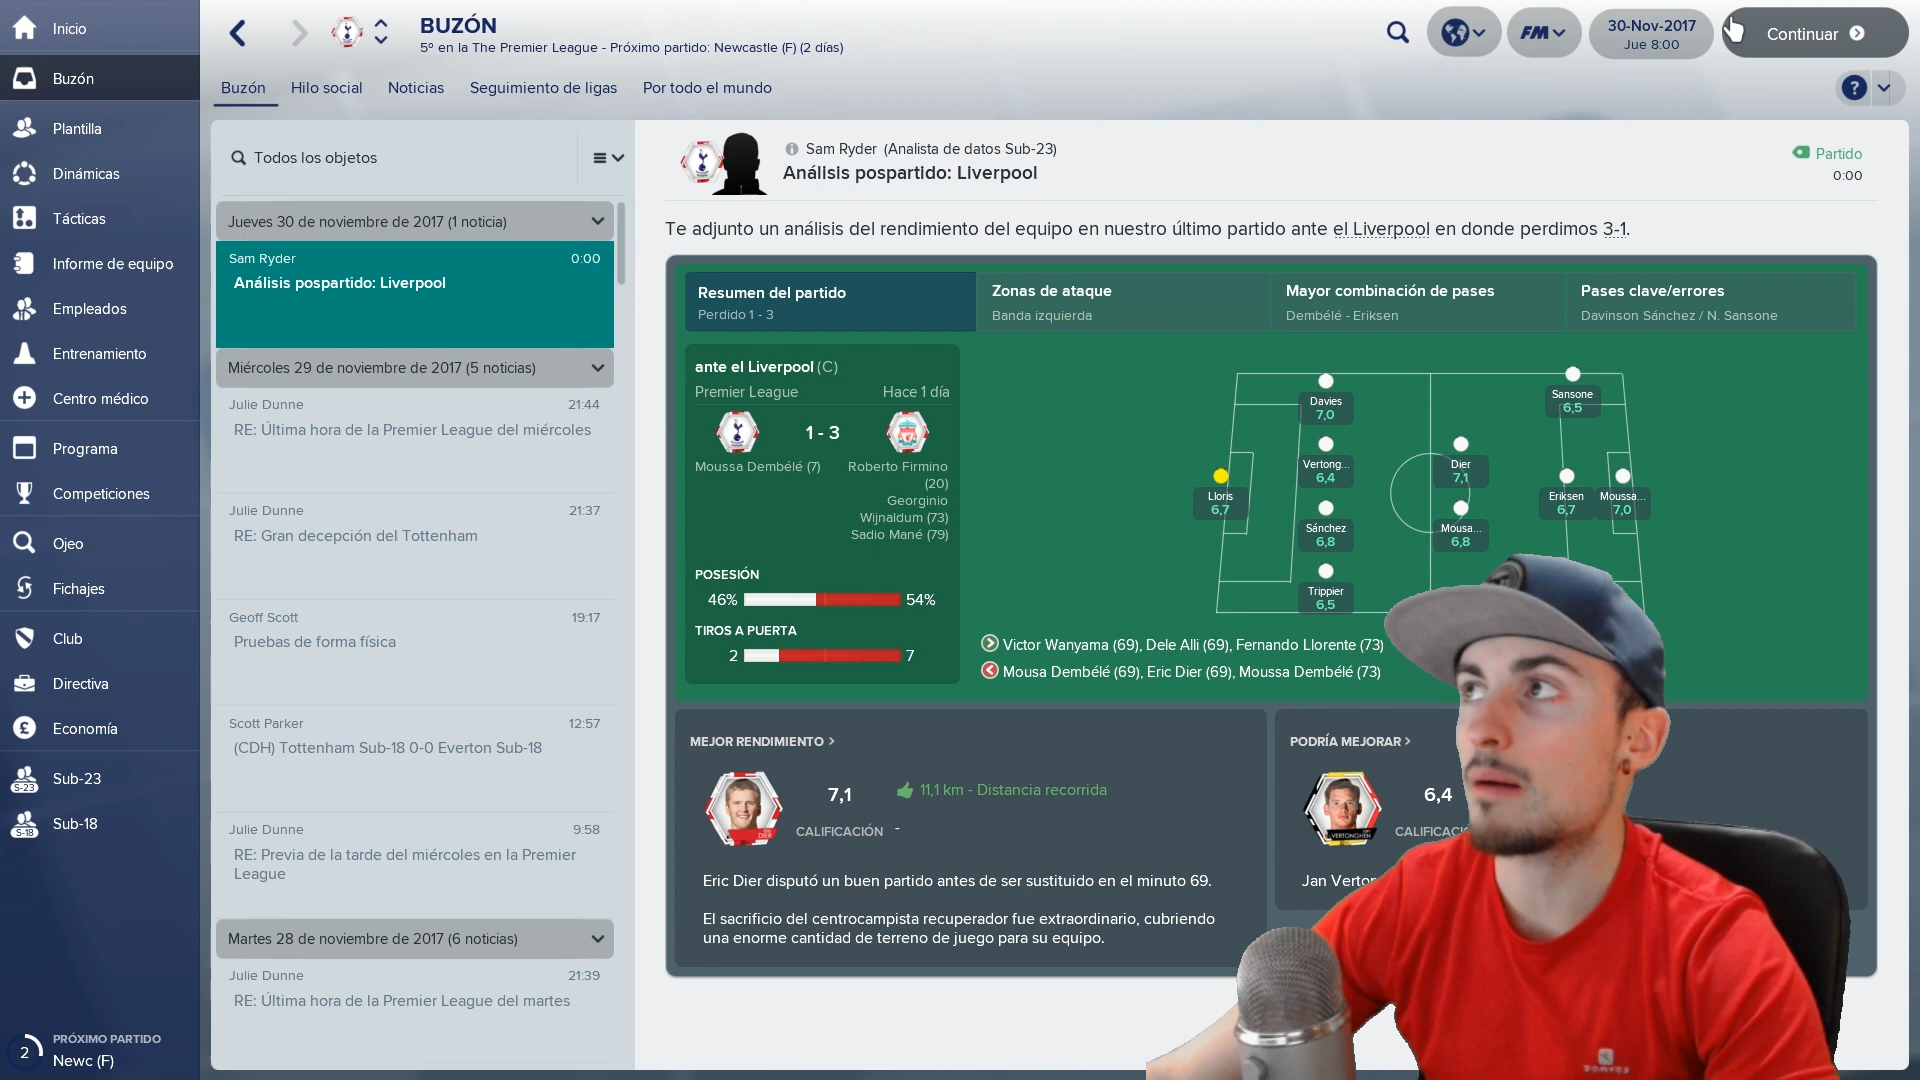 Inicio
Buzón
Plantilla
Dinámicas
Tácticas
Informe de equipo
Empleados
Entrenamiento
Centro médico
Programa
Competiciones
Ojeo
Fichajes
Club
Directiva
Economía
S-23
Sub-23
S-18
Sub-18
2
PRÓXIMO PARTIDO
Newc (F)
BUZÓN
5º en la The Premier League - Próximo partido: Newcastle (F) (2 días)
FM
30-Nov-2017
Jue 8:00
Continuar
Buzón
Hilo social
Noticias
Seguimiento de ligas
Por todo el mundo
?
Todos los objetos
Jueves 30 de noviembre de 2017 (1 noticia)
Sam Ryder 0:00
Análisis pospartido: Liverpool
Miércoles 29 de noviembre de 2017 (5 noticias)
Julie Dunne 21:44
RE: Última hora de la Premier League del miércoles
Julie Dunne 21:37
RE: Gran decepción del Tottenham
Geoff Scott 19:17
Pruebas de forma física
Scott Parker 12:57
(CDH) Tottenham Sub-18 0-0 Everton Sub-18
Julie Dunne 9:58
RE: Previa de la tarde del miércoles en la Premier
League
Martes 28 de noviembre de 2017 (6 noticias)
Julie Dunne 21:39
RE: Última hora de la Premier League del martes
Sam Ryder (Analista de datos Sub-23)
Análisis pospartido: Liverpool
Partido
0:00
Te adjunto un análisis del rendimiento del equipo en nuestro último partido ante el Liverpool en donde perdimos 3-1.
Resumen del partido
Perdido 1 - 3
Zonas de ataque
Banda izquierda
Mayor combinación de pases
Dembélé - Eriksen
Pases clave/errores
Davinson Sánchez / N. Sansone
ante el Liverpool (C)
Premier League Hace 1 día
1 - 3
Moussa Dembélé (7)
Roberto Firmino
(20)
Georginio
Wijnaldum (73)
Sadio Mané (79)
POSESIÓN
46% 54%
TIROS A PUERTA
2 7
Davies
7,0
Sansone
6,5
Vertong...
6,4
Dier
7,1
Lloris
6,7
Eriksen
6,7
Moussa...
7,0
Sánchez
6,8
Mousa...
6,8
Trippier
6,5
Victor Wanyama (69), Dele Alli (69), Fernando Llorente (73)
Mousa Dembélé (69), Eric Dier (69), Moussa Dembélé (73)
MEJOR RENDIMIENTO
DIER
7,1
CALIFICACIÓN
11,1 km - Distancia recorrida
-
Eric Dier disputó un buen partido antes de ser sustituido en el minuto 69.
El sacrificio del centrocampista recuperador fue extraordinario, cubriendo
una enorme cantidad de terreno de juego para su equipo.
PODRÍA MEJORAR
VERTONGHEN
6,4
Jan